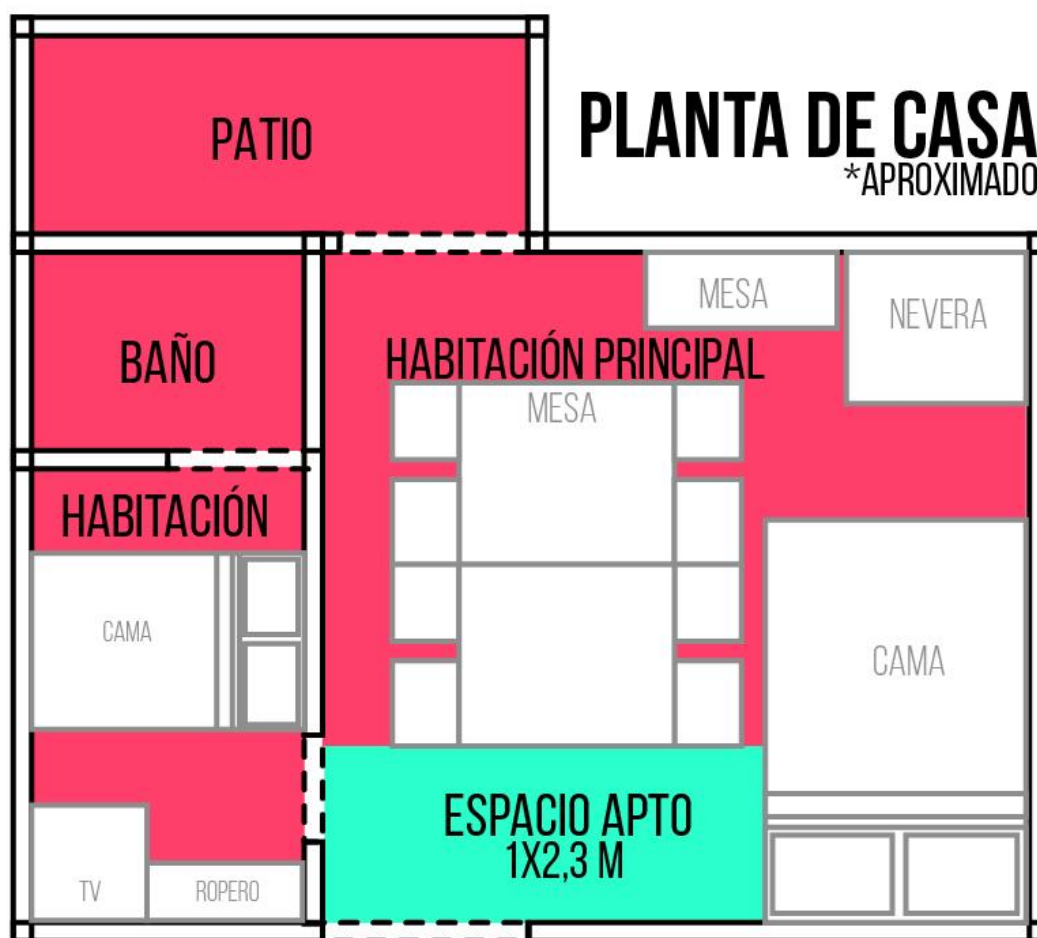 PLANTA DE CASA
*APROXIMADO
PATIO
BAÑO
HABITACIÓN PRINCIPAL
MESA
NEVERA
MESA
HABITACIÓN
CAMA
CAMA
TV
ROPERO
ESPACIO APTO
1X2,3 M